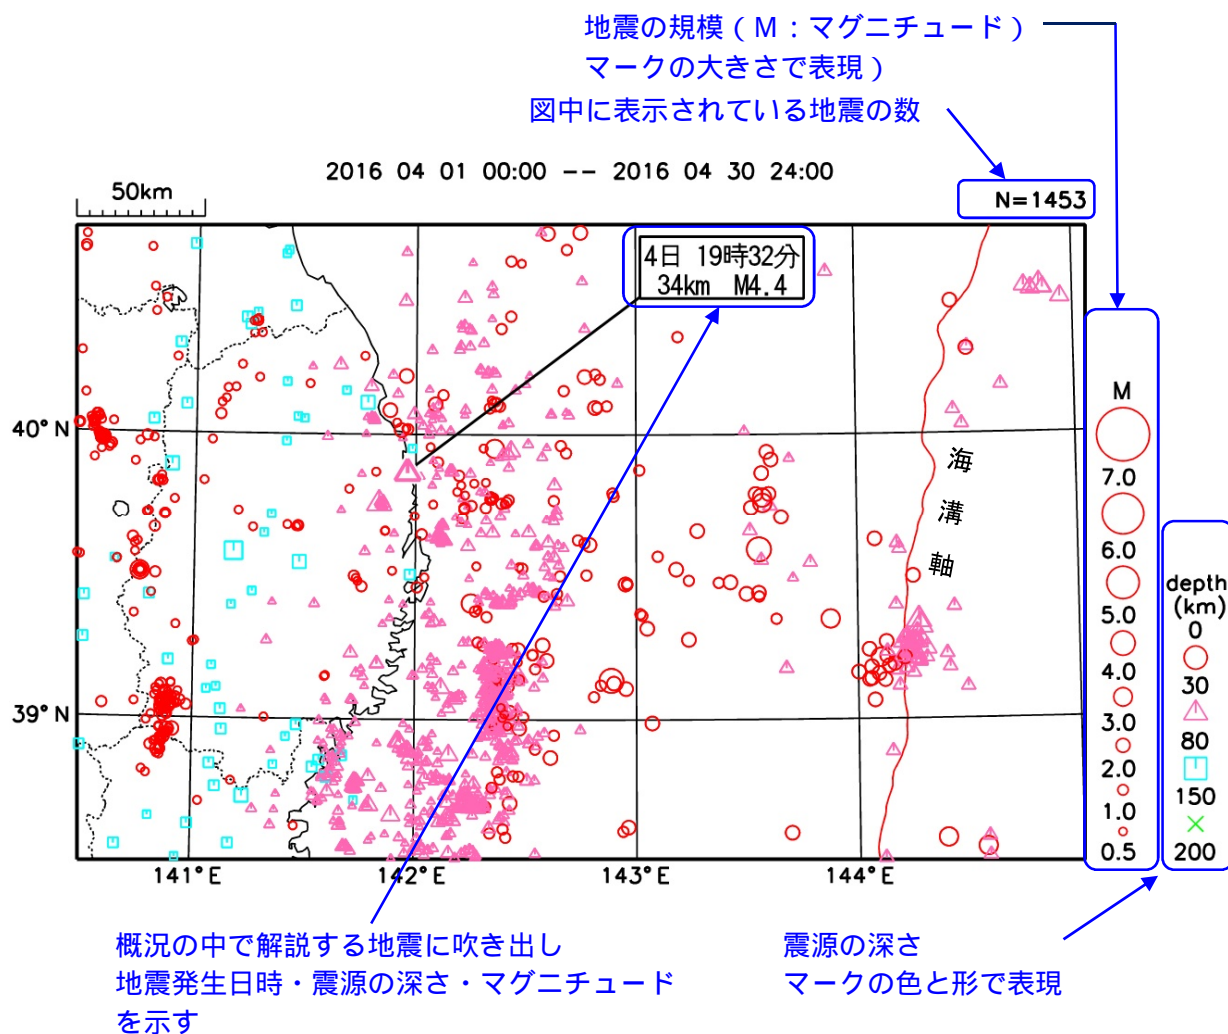 地震の規模（M：マグニチュード）
マークの大きさで表現）
図中に表示されている地震の数
2016 04 01 00:00 -- 2016 04 30 24:00
50km
N=1453
4日 19時32分
34km M4.4
40°N
39°N
141°E
142°E
143°E
144°E
海溝軸
M
7.0
6.0
5.0
4.0
3.0
2.0
1.0
0.5
depth
(km)
0
30
80
150
200
概況の中で解説する地震に吹き出し
地震発生日時・震源の深さ・マグニチュード
を示す
震源の深さ
マークの色と形で表現